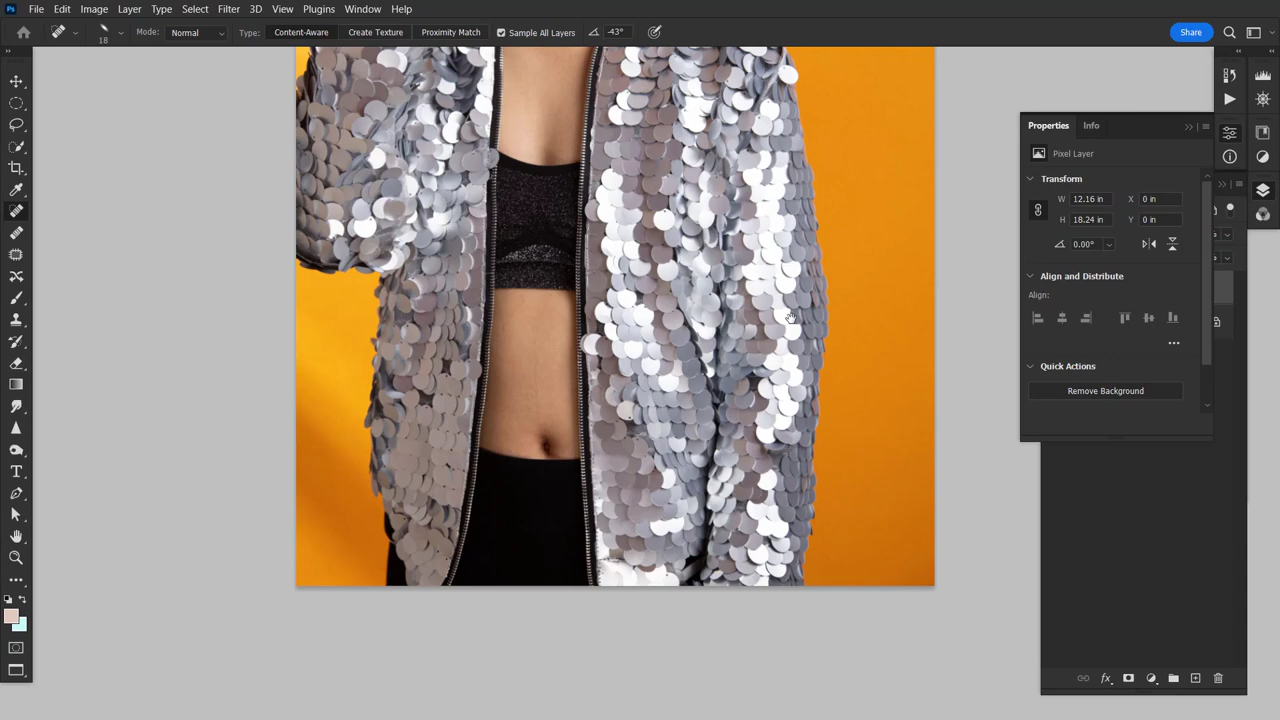 Ps File Edit Image Layer Type Select Filter 3D View Plugins Window Help
18 Mode: Normal Type: Content-Aware Create Texture Proximity Match Sample All Layers -43° Share
Properties Info
Pixel Layer
Transform
W 12.16 in X 0 in
H 18.24 in Y 0 in
0.00°
Align and Distribute
Align:
Quick Actions
Remove Background
T
fx